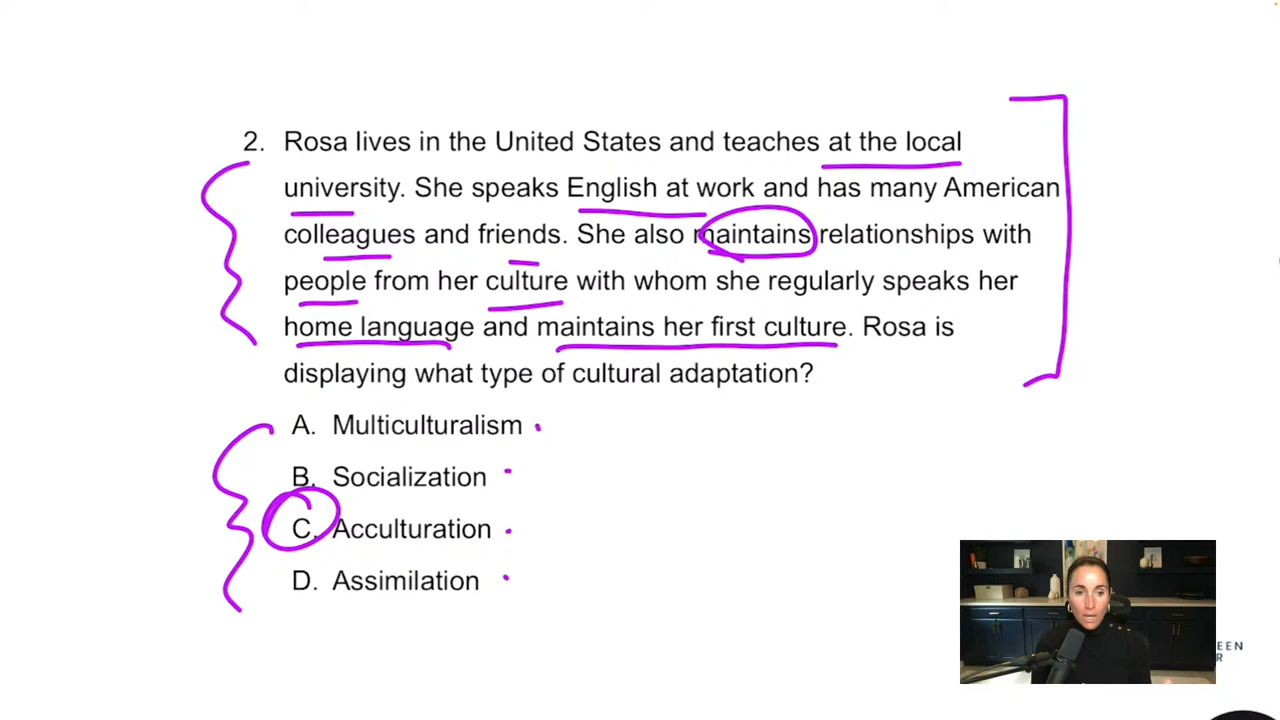 2. Rosa lives in the United States and teaches at the local
university. She speaks English at work and has many American
colleagues and friends. She also maintains relationships with
people from her culture with whom she regularly speaks her
home language and maintains her first culture. Rosa is
displaying what type of cultural adaptation?
A. Multiculturalism
B. Socialization
C. Acculturation
D. Assimilation